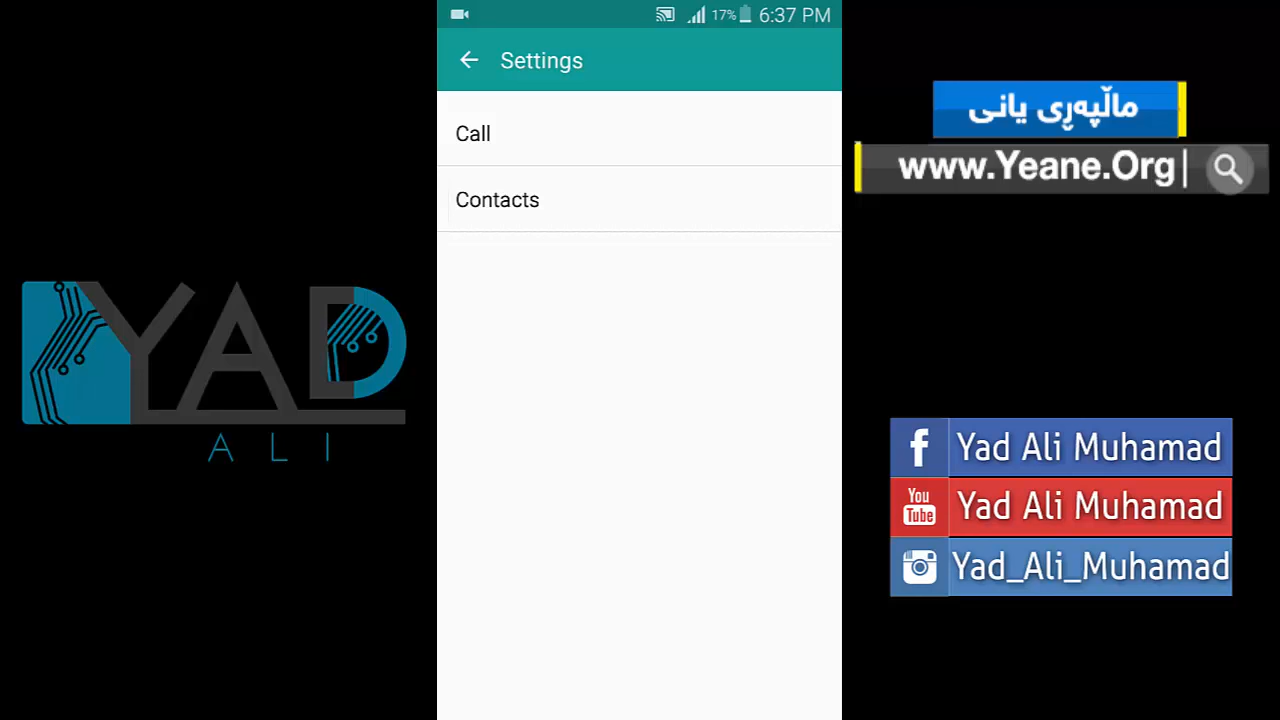 17% 6:37 PM
Settings
Call
Contacts
YAD
ALI
ماڵپەڕی یانی
www.Yeane.Org
f Yad Ali Muhamad
You Tube Yad Ali Muhamad
Yad_Ali_Muhamad